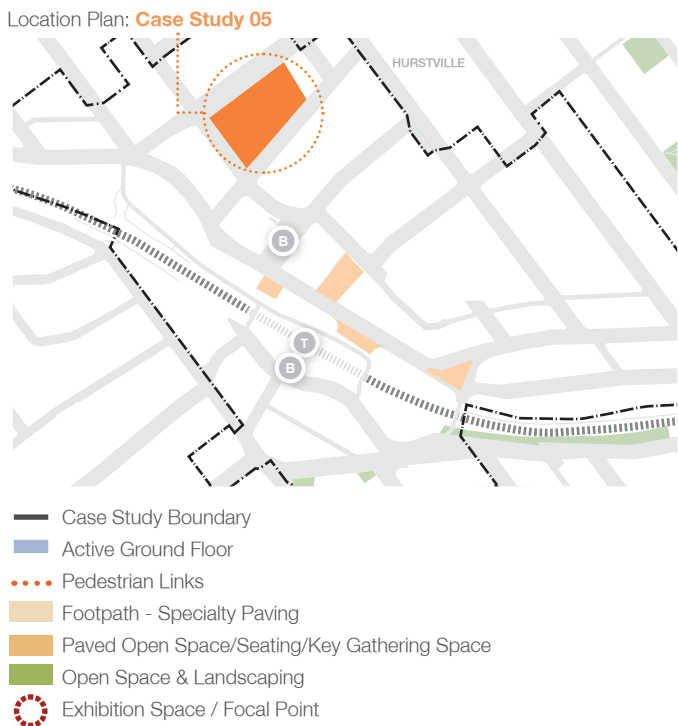 Location Plan: Case Study 05
HURSTVILLE
B
T
B
Case Study Boundary
Active Ground Floor
Pedestrian Links
Footpath - Specialty Paving
Paved Open Space/Seating/Key Gathering Space
Open Space & Landscaping
Exhibition Space / Focal Point